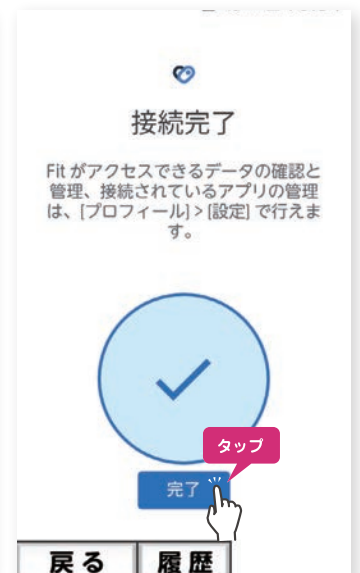 接続完了
Fit がアクセスできるデータの確認と
管理、接続されているアプリの管理
は、[プロフィール] > [設定] で行えま
す。
タップ
完了
戻る 履歴